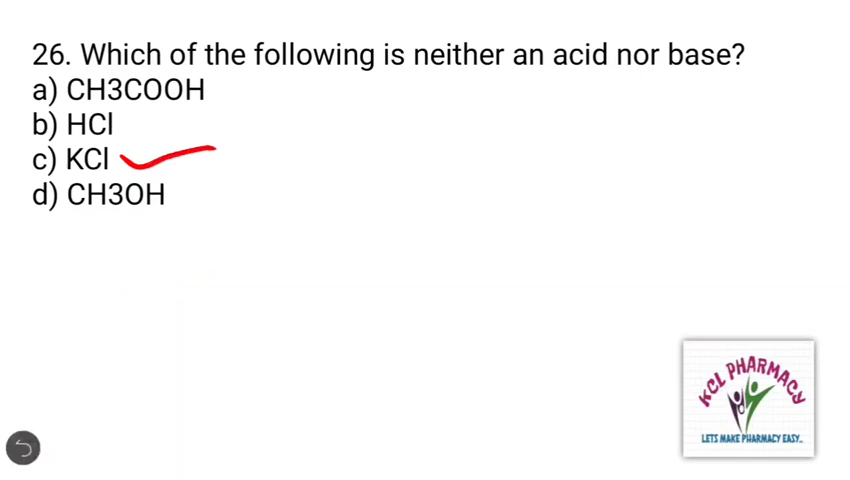 26. Which of the following is neither an acid nor base?
a) CH3COOH
b) HCl
c) KCl
d) CH3OH
KCL PHARMACY
LETS MAKE PHARMACY EASY..